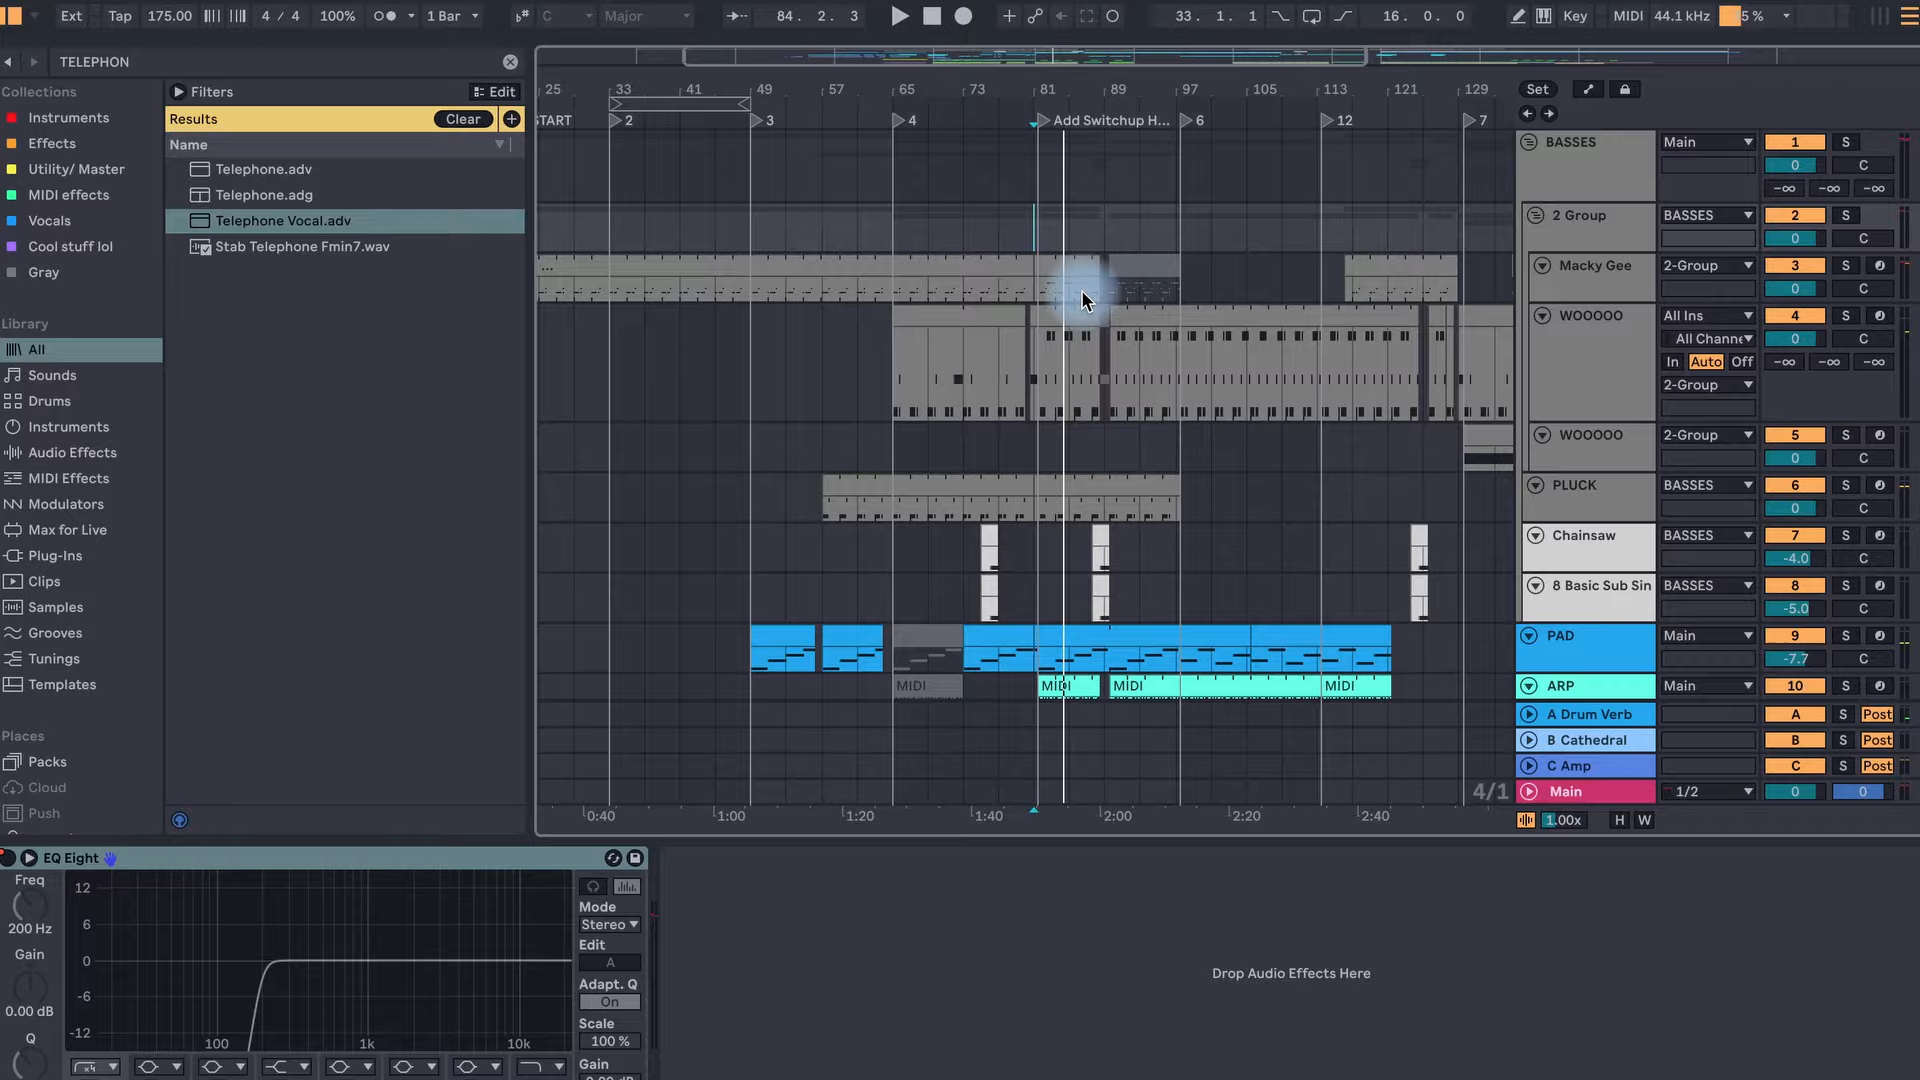 Ext Tap 175.00 4 / 4 100% 1 Bar C Major 84. 2. 3 33. 1. 1 16. 0. 0 Key MIDI 44.1 kHz 5 %
TELEPHON
Collections
Instruments
Effects
Utility/ Master
MIDI effects
Vocals
Cool stuff lol
Gray
Library
All
Sounds
Drums
Instruments
Audio Effects
MIDI Effects
Modulators
Max for Live
Plug-Ins
Clips
Samples
Grooves
Tunings
Templates
Places
Packs
Cloud
Push
Filters Edit
Results Clear
Name
Telephone.adv
Telephone.adg
Telephone Vocal.adv
Stab Telephone Fmin7.wav
25 33 41 49 57 65 73 81 89 97 105 113 121 129
START 2 3 4 Add Switchup H... 6 12 7
MIDI MIDI MIDI MIDI
4/1
0:40 1:00 1:20 1:40 2:00 2:20 2:40
Set
BASSES Main 1 S
0 C
-∞ -∞ -∞
2 Group BASSES 2 S
0 C
Macky Gee 2-Group 3 S
0 C
WOOOOO All Ins 4 S
All Channe 0 C
In Auto Off -∞ -∞ -∞
2-Group
WOOOOO 2-Group 5 S
0 C
PLUCK BASSES 6 S
0 C
Chainsaw BASSES 7 S
-4.0 C
8 Basic Sub Sin BASSES 8 S
-5.0 C
PAD Main 9 S
-7.7 C
ARP Main 10 S
A Drum Verb A S Post
B Cathedral B S Post
C Amp C S Post
Main 1/2 0 0
1.00x H W
EQ Eight
Freq
200 Hz
Gain
0.00 dB
Q
12
6
0
-6
-12
100 1k 10k
x4
Mode
Stereo
Edit
A
Adapt. Q
On
Scale
100 %
Gain
Drop Audio Effects Here